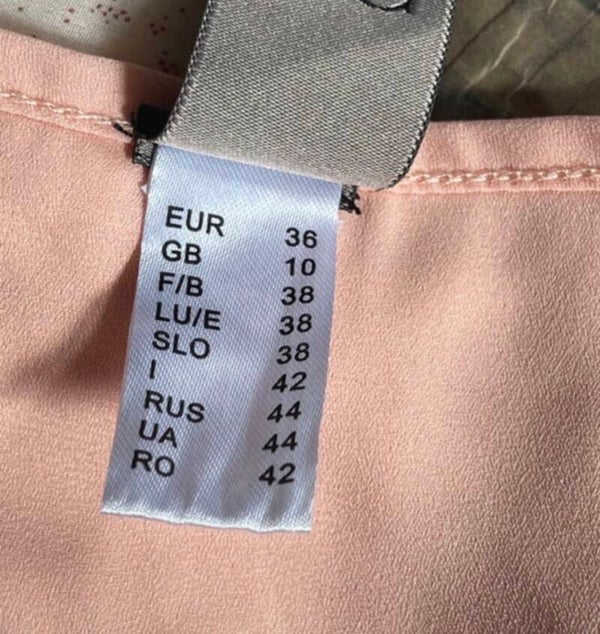 EUR 36
GB 10
F/B 38
LU/E 38
SLO 38
I 42
RUS 44
UA 44
RO 42